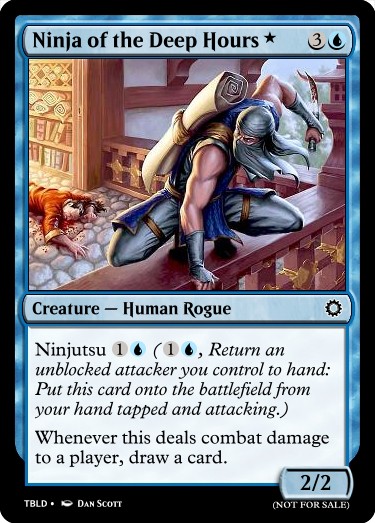 Ninja of the Deep Hours ★ 3
Creature — Human Rogue
Ninjutsu 1 ( 1 , Return an
unblocked attacker you control to hand:
Put this card onto the battlefield from
your hand tapped and attacking.)
Whenever this deals combat damage
to a player, draw a card.
2/2
TBLD • DAN SCOTT
(NOT FOR SALE)